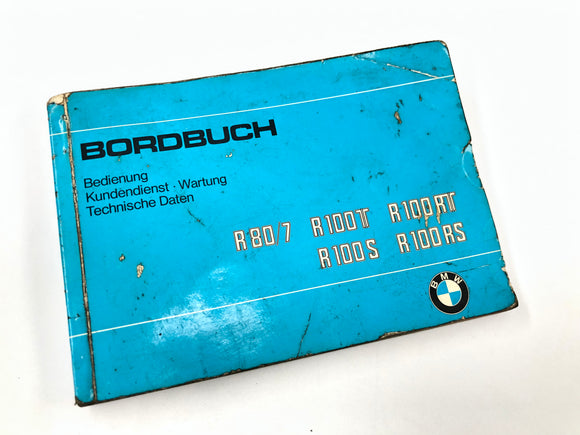 BORDBUCH
Bedienung
Kundendienst · Wartung
Technische Daten
R80/7 R100T R100RT
R100S R100RS
BMW